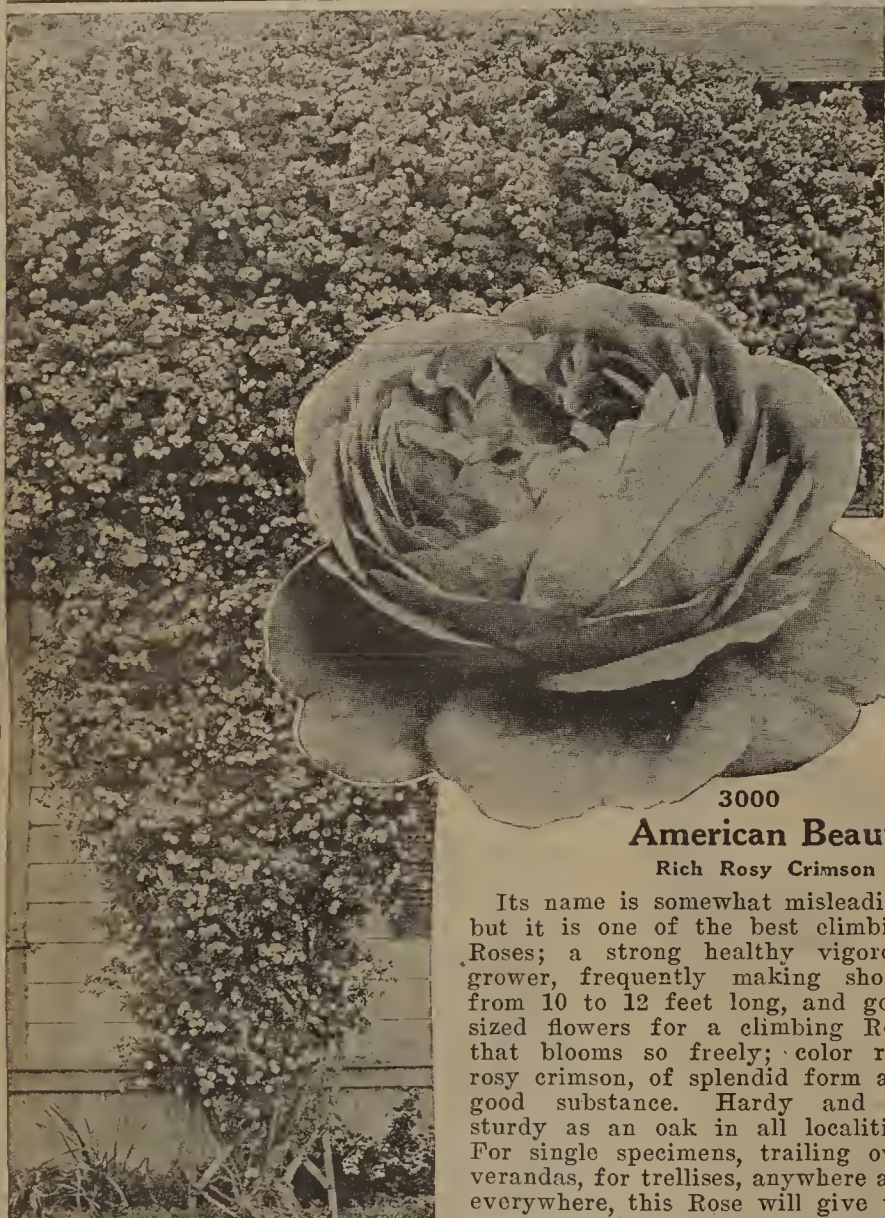 3000
American Beau
Rich Rosy Crimson
Its name is somewhat misleadi
but it is one of the best climbi
Roses; a strong healthy vigor
grower, frequently making sho
from 10 to 12 feet long, and go
sized flowers for a climbing R
that blooms so freely; color r
rosy crimson, of splendid form a
good substance. Hardy and
sturdy as an oak in all localiti
For single specimens, trailing ov
verandas, for trellises, anywhere a
everywhere, this Rose will give